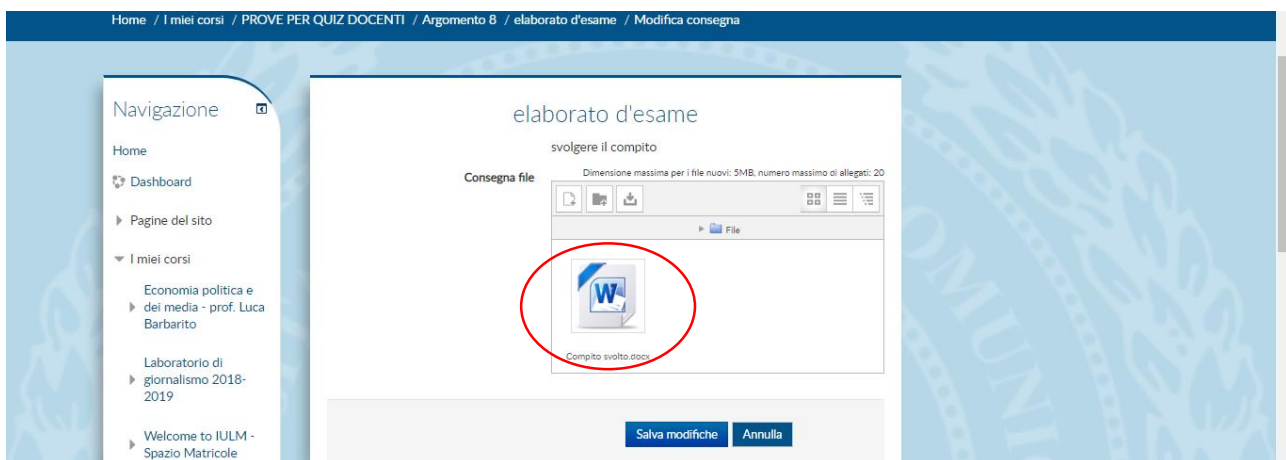 Home / I miei corsi / PROVE PER QUIZ DOCENTI / Argomento 8 / elaborato d'esame / Modifica consegna
Navigazione
Home
Dashboard
Pagine del sito
I miei corsi
Economia politica e
dei media - prof. Luca
Barbarito
Laboratorio di
giornalismo 2018-
2019
Welcome to IULM -
Spazio Matricole
elaborato d'esame
svolgere il compito
Consegna file
Dimensione massima per i file nuovi: 5MB, numero massimo di allegati: 20
File
W
Compito svolto.docx
Salva modifiche
Annulla
OMUNI